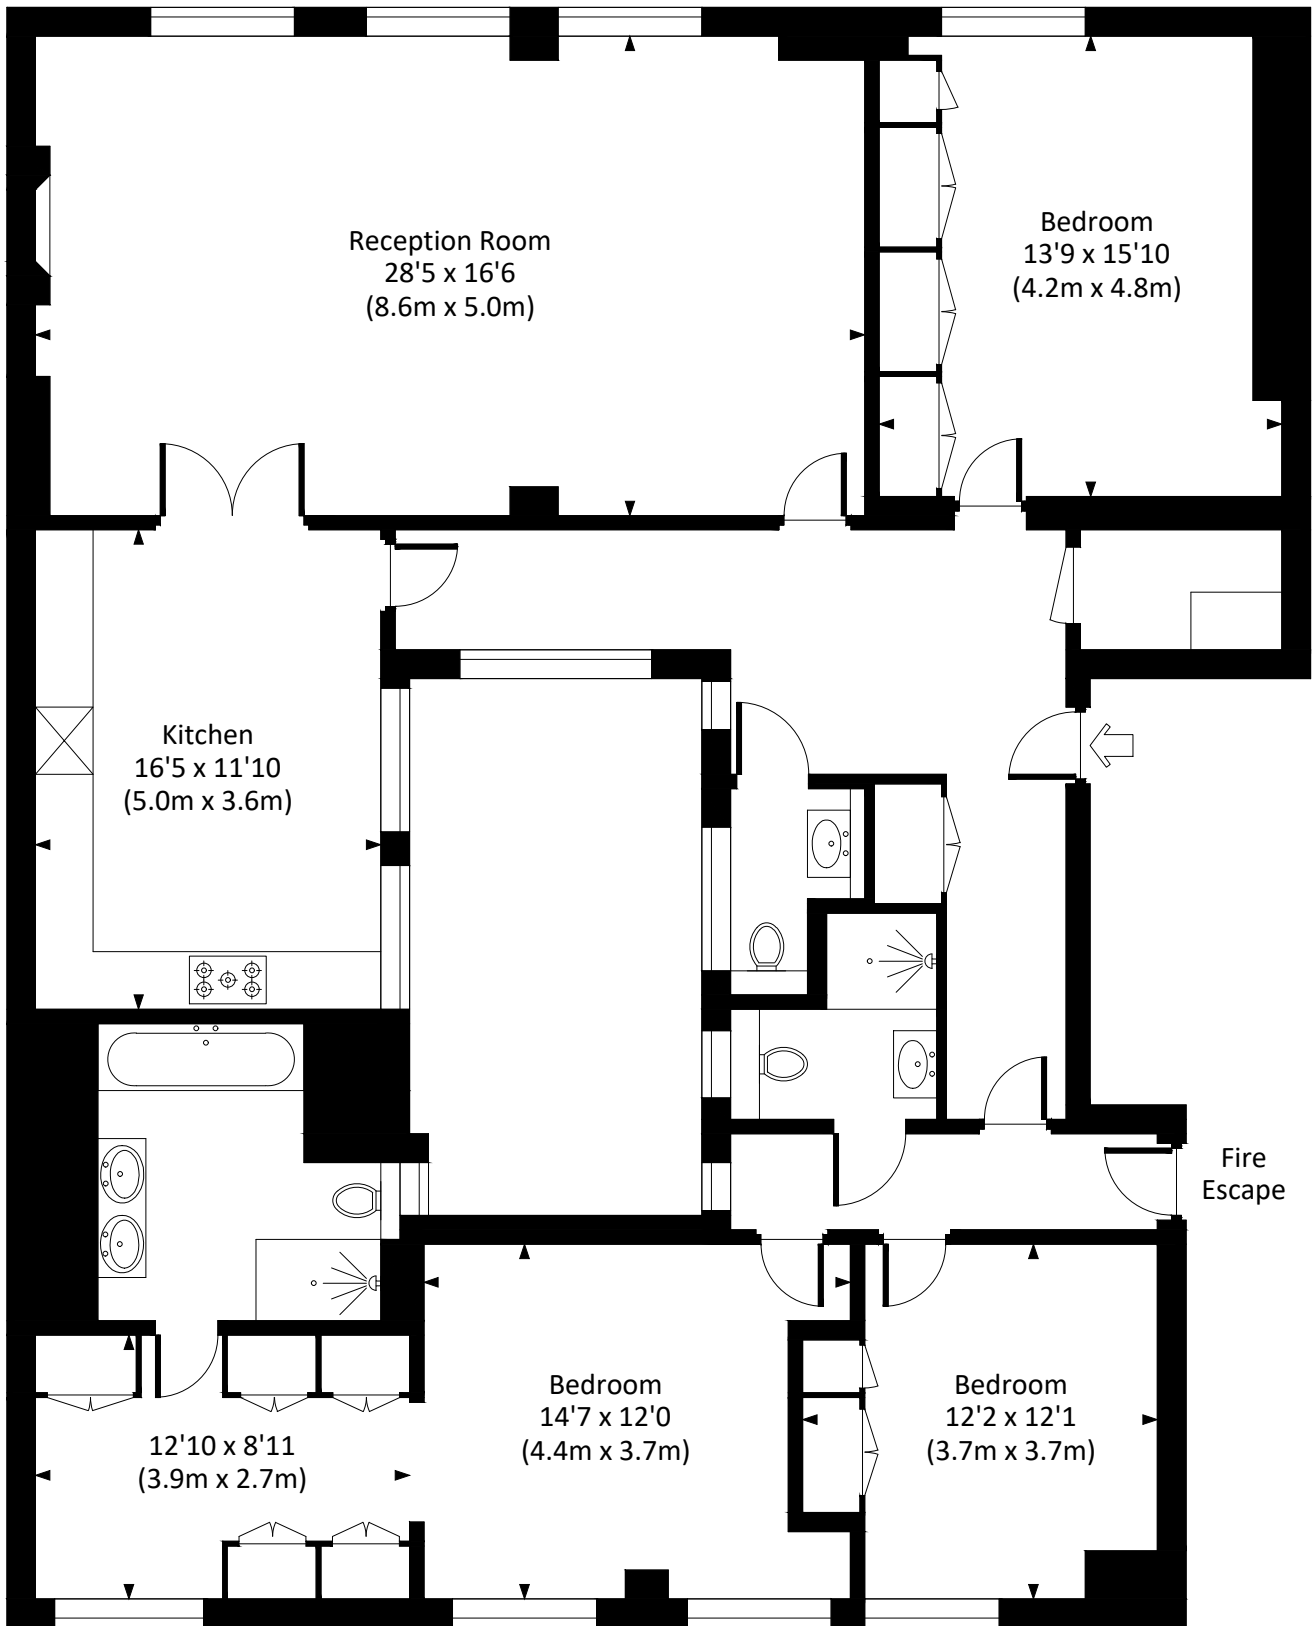 Reception Room
28'5 x 16'6
(8.6m x 5.0m)
Bedroom
13'9 x 15'10
(4.2m x 4.8m)
Kitchen
16'5 x 11'10
(5.0m x 3.6m)
Fire
Escape
12'10 x 8'11
(3.9m x 2.7m)
Bedroom
14'7 x 12'0
(4.4m x 3.7m)
Bedroom
12'2 x 12'1
(3.7m x 3.7m)